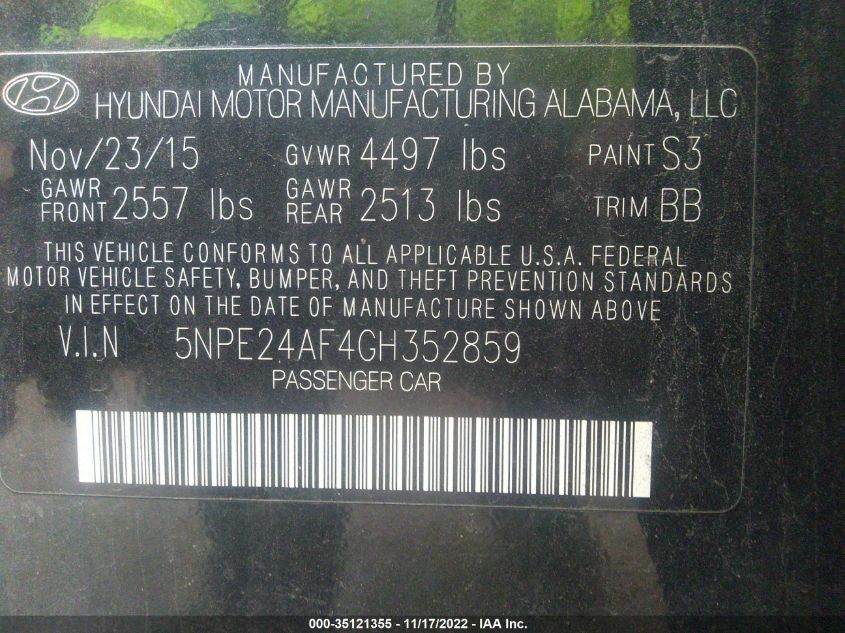 MANUFACTURED BY
HYUNDAI MOTOR MANUFACTURING ALABAMA, LLC
Nov/23/15 GVWR 4497 lbs PAINT S3
GAWR FRONT 2557 lbs GAWR REAR 2513 lbs TRIM BB
THIS VEHICLE CONFORMS TO ALL APPLICABLE U.S.A. FEDERAL
MOTOR VEHICLE SAFETY, BUMPER, AND THEFT PREVENTION STANDARDS
IN EFFECT ON THE DATE OF MANUFACTURE SHOWN ABOVE
V.I.N 5NPE24AF4GH352859
PASSENGER CAR
000-35121355 - 11/17/2022 - IAA Inc.